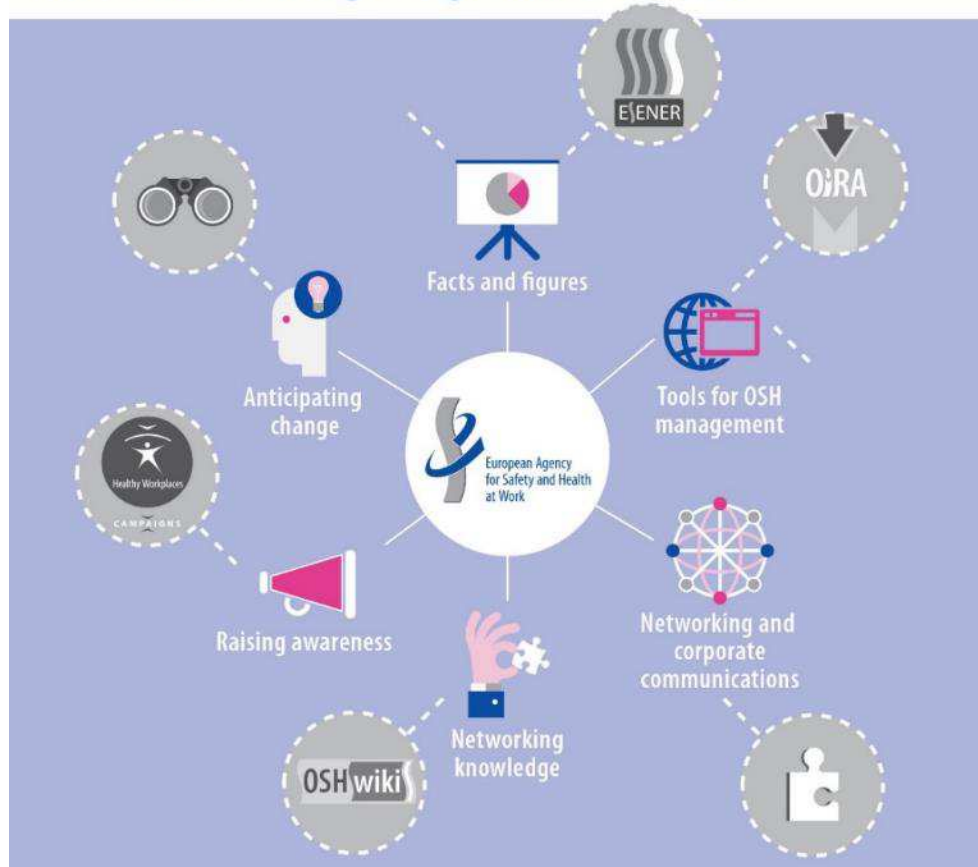 ESENER
OiRA
Facts and figures
Anticipating
change
Tools for OSH
management
European Agency
for Safety and Health
at Work
Healthy Workplaces
CAMPAIGNS
Raising awareness
Networking and
corporate
communications
Networking
knowledge
OSHwiki